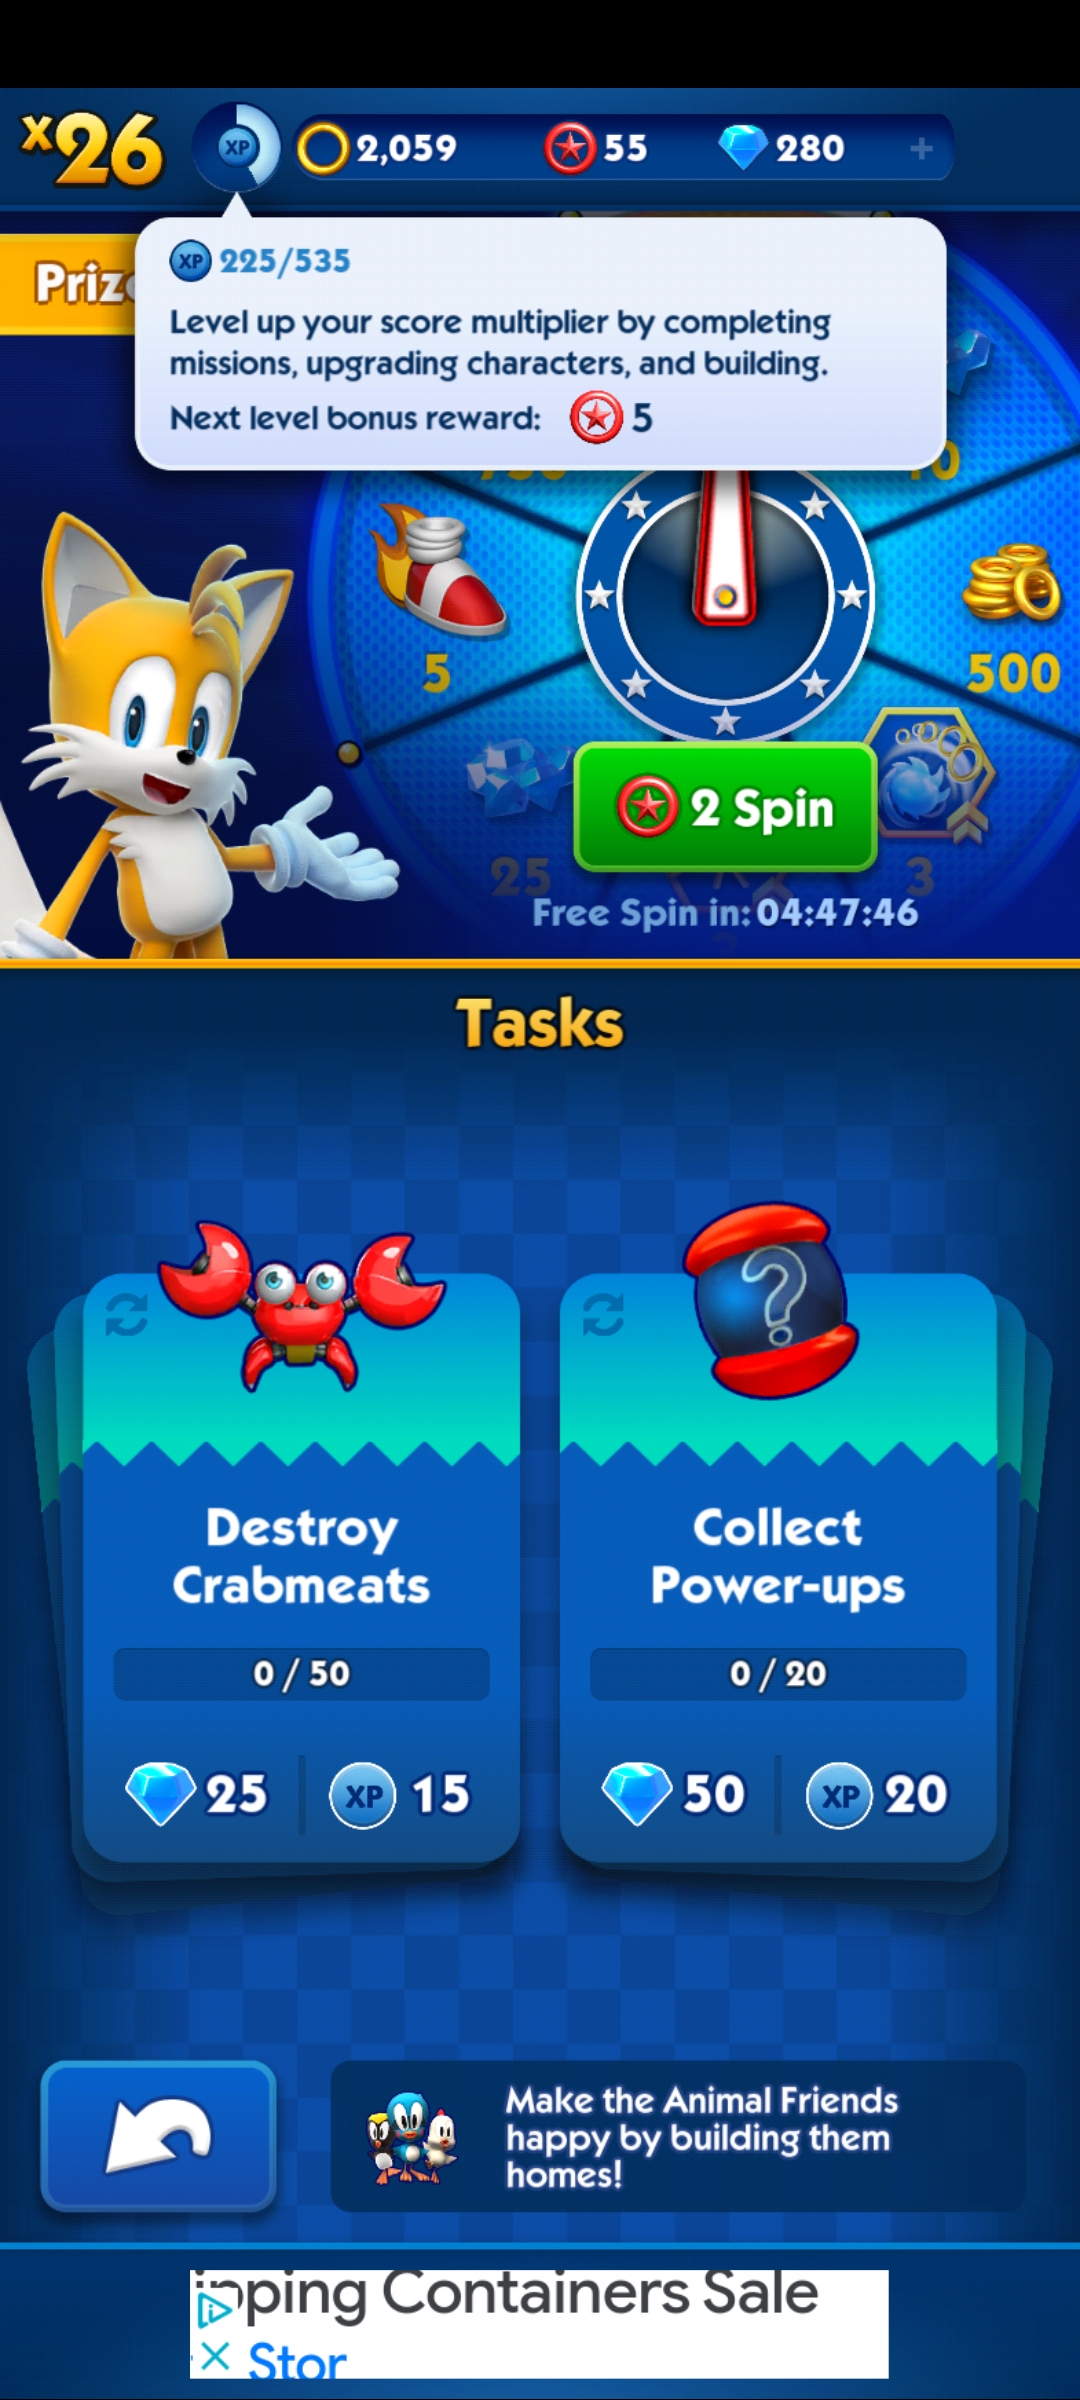 x26
XP
2,059
55
280
+
Priz
XP 225/535
Level up your score multiplier by completing
missions, upgrading characters, and building.
Next level bonus reward: 5
5
500
25
3
2 Spin
Free Spin in: 04:47:46
Tasks
Destroy
Crabmeats
0 / 50
25
XP 15
?
Collect
Power-ups
0 / 20
50
XP 20
Make the Animal Friends
happy by building them
homes!
pping Containers Sale
Stor